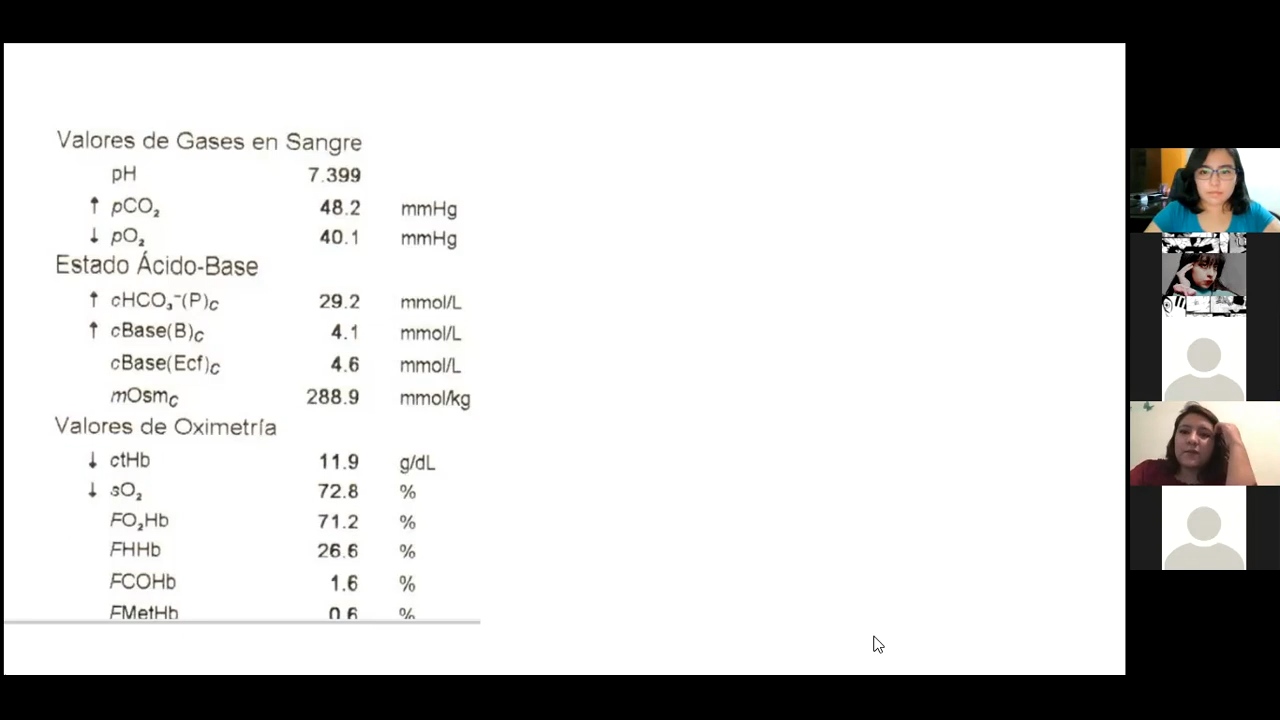 Valores de Gases en Sangre
pH 7.399
↑ pCO₂ 48.2 mmHg
↓ pO₂ 40.1 mmHg
Estado Ácido-Base
↑ cHCO₃⁻(P)c 29.2 mmol/L
↑ cBase(B)c 4.1 mmol/L
cBase(Ecf)c 4.6 mmol/L
mOsmc 288.9 mmol/kg
Valores de Oximetría
↓ ctHb 11.9 g/dL
↓ sO₂ 72.8 %
FO₂Hb 71.2 %
FHHb 26.6 %
FCOHb 1.6 %
FMetHb 0.6 %